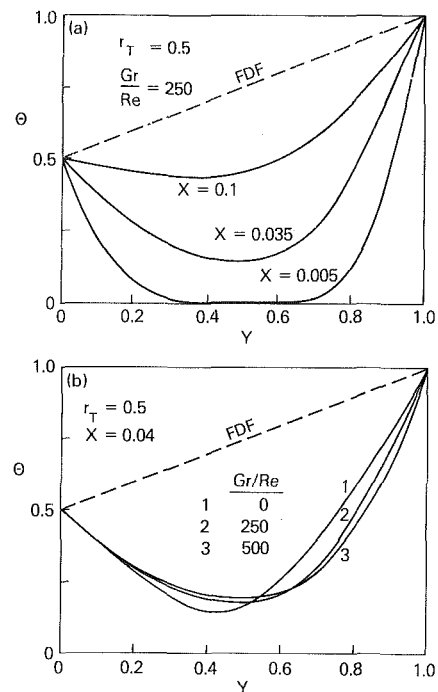 (a)
r_T = 0.5
Gr/Re = 250
FDF
Θ
1.0
0.5
0
X = 0.1
X = 0.035
X = 0.005
0 0.2 0.4 0.6 0.8 1.0
Y
(b)
r_T = 0.5
X = 0.04
FDF
Θ
1.0
0.5
0
Gr/Re
1 0
2 250
3 500
1
2
3
0 0.2 0.4 0.6 0.8 1.0
Y